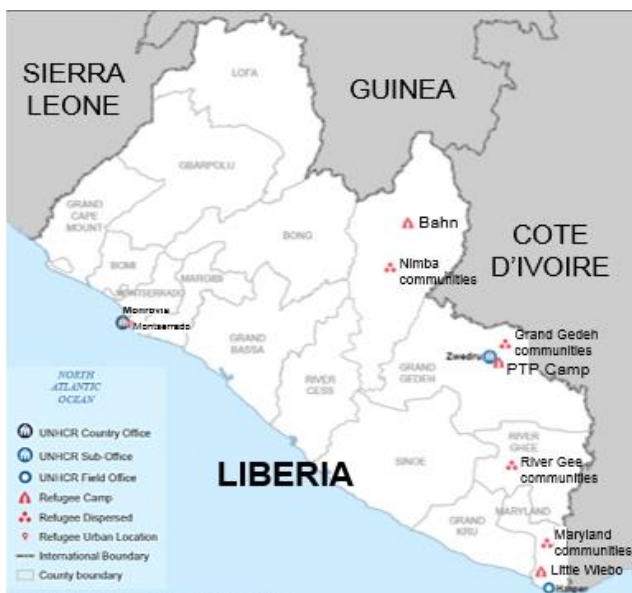 SIERRA
LEONE
LOFA
GUINEA
GBARPOLU
GRAND
CAPE
MOUNT
BONG
Bahn
COTE
D'IVOIRE
BOMI
Nimba
communities
MARGIBI
MONTSERRADO
Monrovia
Montserrado
GRAND
BASSA
Grand Gedeh
communities
Zwedru
PTP Camp
GRAND
GEDEH
NORTH
ATLANTIC
OCEAN
RIVER
CESS
UNHCR Country Office
UNHCR Sub-Office
UNHCR Field Office
Refugee Camp
Refugee Dispersed
Refugee Urban Location
International Boundary
County boundary
LIBERIA
SINOE
RIVER
GHEE
River Gee
communities
MARYLAND
GRAND
KRU
Maryland
communities
Little Wlebo
Harper